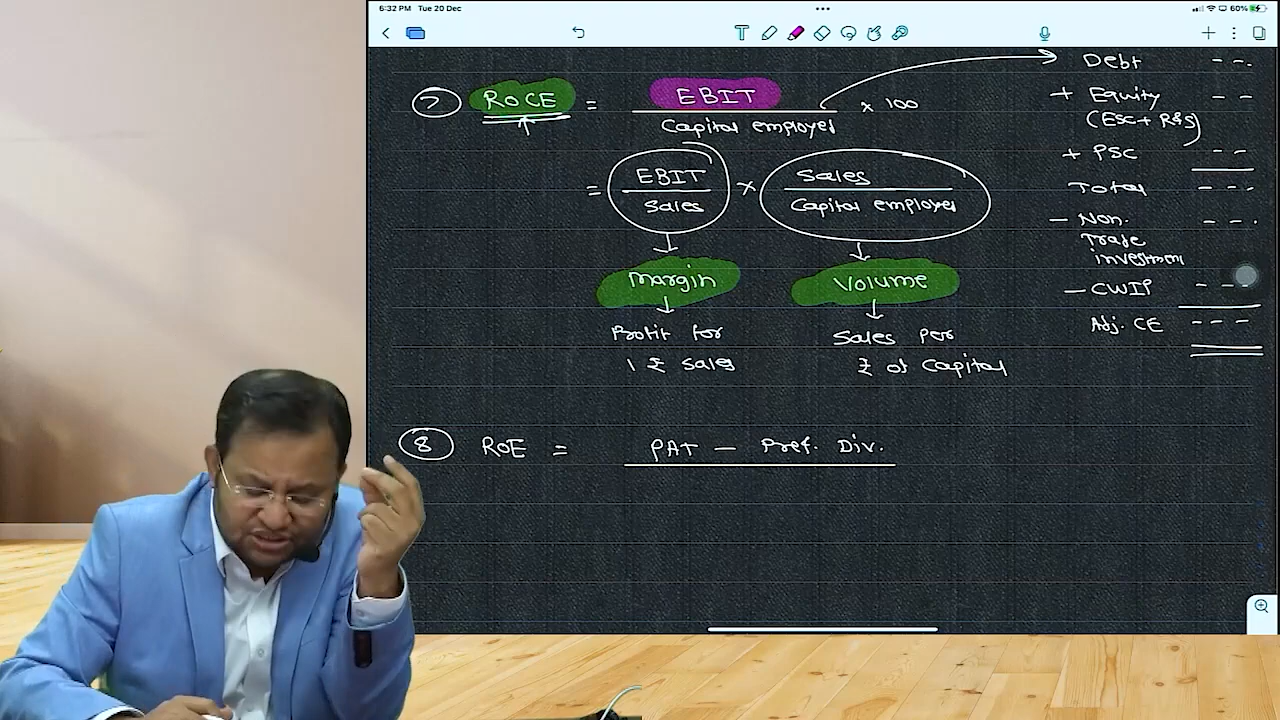 6:32 PM Tue 20 Dec
60%
7 ROCE = EBIT / Capital employed × 100
= EBIT / Sales × Sales / Capital employed
Margin Volume
Profit for Sales per
1 ₹ Sales ₹ of Capital
Debt ---
+ Equity --
(ESC + R&S)
+ PSC --
Total ---
- Non. ---
Trade
investment
- CWIP ---
Adj. CE ---
8 ROE = PAT - Pref. Div.